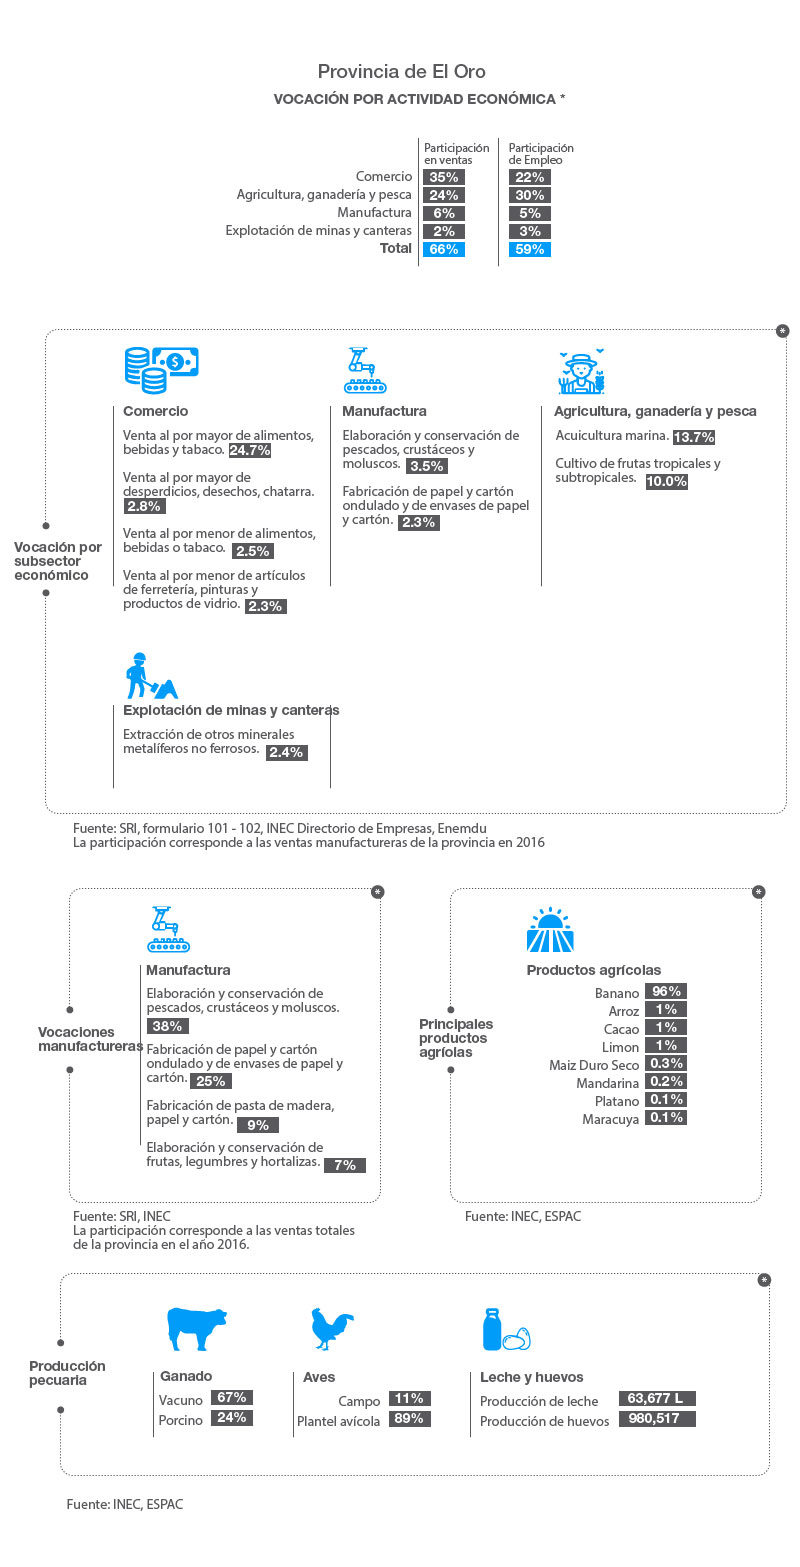 Provincia de El Oro
VOCACIÓN POR ACTIVIDAD ECONÓMICA *
Participación
en ventas
Participación
de Empleo
Comercio 35% 22%
Agricultura, ganadería y pesca 24% 30%
Manufactura 6% 5%
Explotación de minas y canteras 2% 3%
Total 66% 59%
*
Vocación por
subsector
económico
Comercio
Venta al por mayor de alimentos,
bebidas y tabaco. 24.7%
Venta al por mayor de
desperdicios, desechos, chatarra.
2.8%
Venta al por menor de alimentos,
bebidas o tabaco. 2.5%
Venta al por menor de artículos
de ferretería, pinturas y
productos de vidrio. 2.3%
Manufactura
Elaboración y conservación de
pescados, crustáceos y
moluscos. 3.5%
Fabricación de papel y cartón
ondulado y de envases de papel
y cartón. 2.3%
Agricultura, ganadería y pesca
Acuicultura marina. 13.7%
Cultivo de frutas tropicales y
subtropicales. 10.0%
Explotación de minas y canteras
Extracción de otros minerales
metalíferos no ferrosos. 2.4%
Fuente: SRI, formulario 101 - 102, INEC Directorio de Empresas, Enemdu
La participación corresponde a las ventas manufactureras de la provincia en 2016
*
Vocaciones
manufactureras
Manufactura
Elaboración y conservación de
pescados, crustáceos y moluscos.
38%
Fabricación de papel y cartón
ondulado y de envases de papel y
cartón. 25%
Fabricación de pasta de madera,
papel y cartón. 9%
Elaboración y conservación de
frutas, legumbres y hortalizas. 7%
Fuente: SRI, INEC
La participación corresponde a las ventas totales
de la provincia en el año 2016.
*
Principales
productos
agríolas
Productos agrícolas
Banano 96%
Arroz 1%
Cacao 1%
Limon 1%
Maiz Duro Seco 0.3%
Mandarina 0.2%
Platano 0.1%
Maracuya 0.1%
Fuente: INEC, ESPAC
*
Producción
pecuaria
Ganado
Vacuno 67%
Porcino 24%
Aves
Campo 11%
Plantel avícola 89%
Leche y huevos
Producción de leche 63,677 L
Producción de huevos 980,517
Fuente: INEC, ESPAC